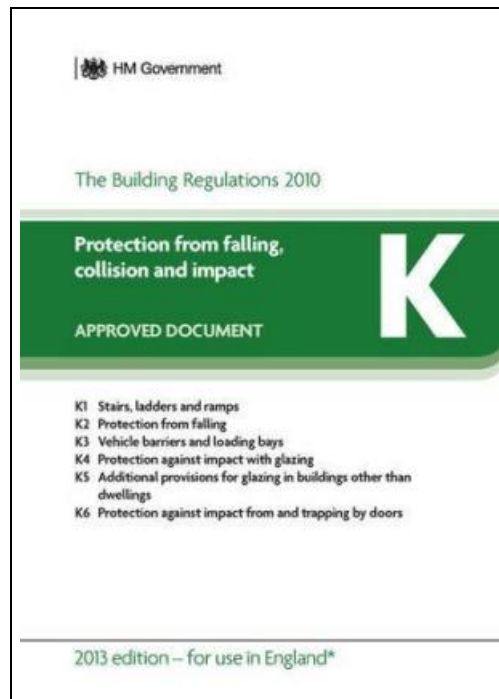 HM Government
The Building Regulations 2010
Protection from falling,
collision and impact
K
APPROVED DOCUMENT
K1 Stairs, ladders and ramps
K2 Protection from falling
K3 Vehicle barriers and loading bays
K4 Protection against impact with glazing
K5 Additional provisions for glazing in buildings other than
dwellings
K6 Protection against impact from and trapping by doors
2013 edition – for use in England*